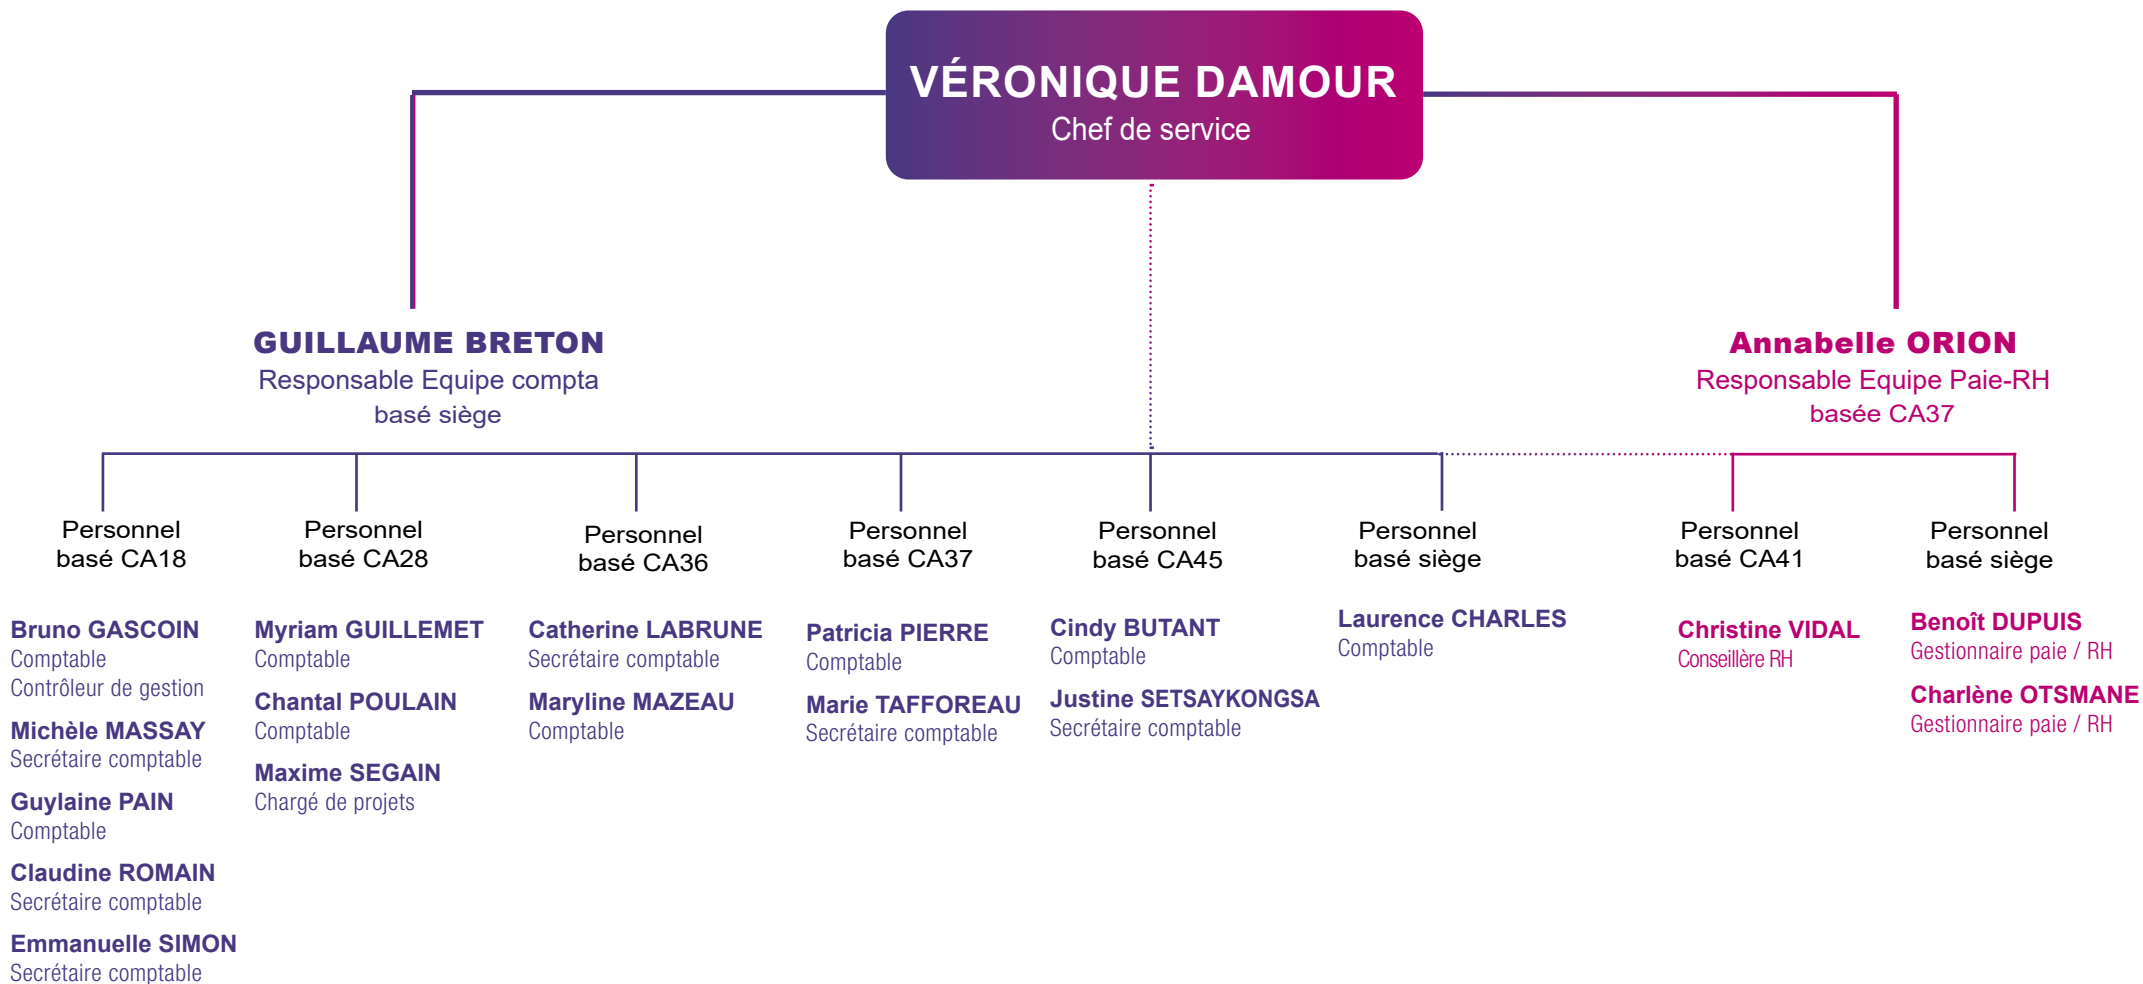 VÉRONIQUE DAMOUR
Chef de service
GUILLAUME BRETON
Responsable Equipe compta
basé siège
Annabelle ORION
Responsable Equipe Paie-RH
basée CA37
Personnel
basé CA18
Bruno GASCOIN
Comptable
Contrôleur de gestion
Michèle MASSAY
Secrétaire comptable
Guylaine PAIN
Comptable
Claudine ROMAIN
Secrétaire comptable
Emmanuelle SIMON
Secrétaire comptable
Personnel
basé CA28
Myriam GUILLEMET
Comptable
Chantal POULAIN
Comptable
Maxime SEGAIN
Chargé de projets
Personnel
basé CA36
Catherine LABRUNE
Secrétaire comptable
Maryline MAZEAU
Comptable
Personnel
basé CA37
Patricia PIERRE
Comptable
Marie TAFFOREAU
Secrétaire comptable
Personnel
basé CA45
Cindy BUTANT
Comptable
Justine SETSAYKONGSA
Secrétaire comptable
Personnel
basé siège
Laurence CHARLES
Comptable
Personnel
basé CA41
Christine VIDAL
Conseillère RH
Personnel
basé siège
Benoît DUPUIS
Gestionnaire paie / RH
Charlène OTSMANE
Gestionnaire paie / RH